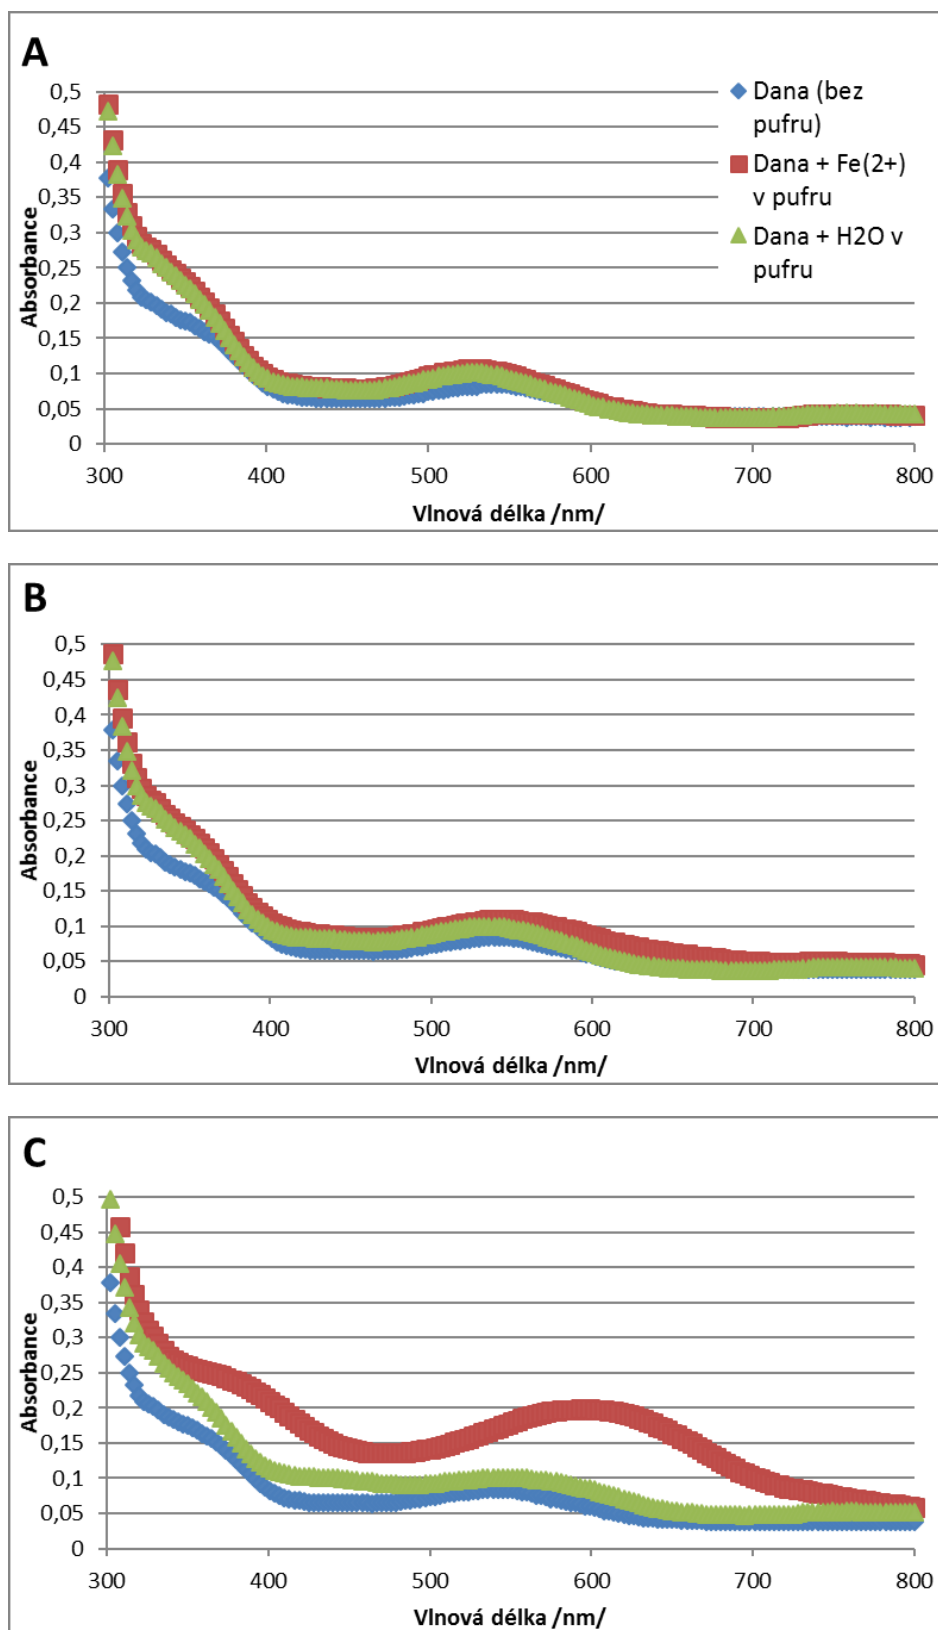 A
0,5
0,45
0,4
0,35
0,3
0,25
0,2
0,15
0,1
0,05
0
Absorbance
300 400 500 600 700 800
Vlnová délka /nm/
Dana (bez
pufru)
Dana + Fe(2+)
v pufru
Dana + H2O v
pufru
B
0,5
0,45
0,4
0,35
0,3
0,25
0,2
0,15
0,1
0,05
0
Absorbance
300 400 500 600 700 800
Vlnová délka /nm/
C
0,5
0,45
0,4
0,35
0,3
0,25
0,2
0,15
0,1
0,05
0
Absorbance
300 400 500 600 700 800
Vlnová délka /nm/